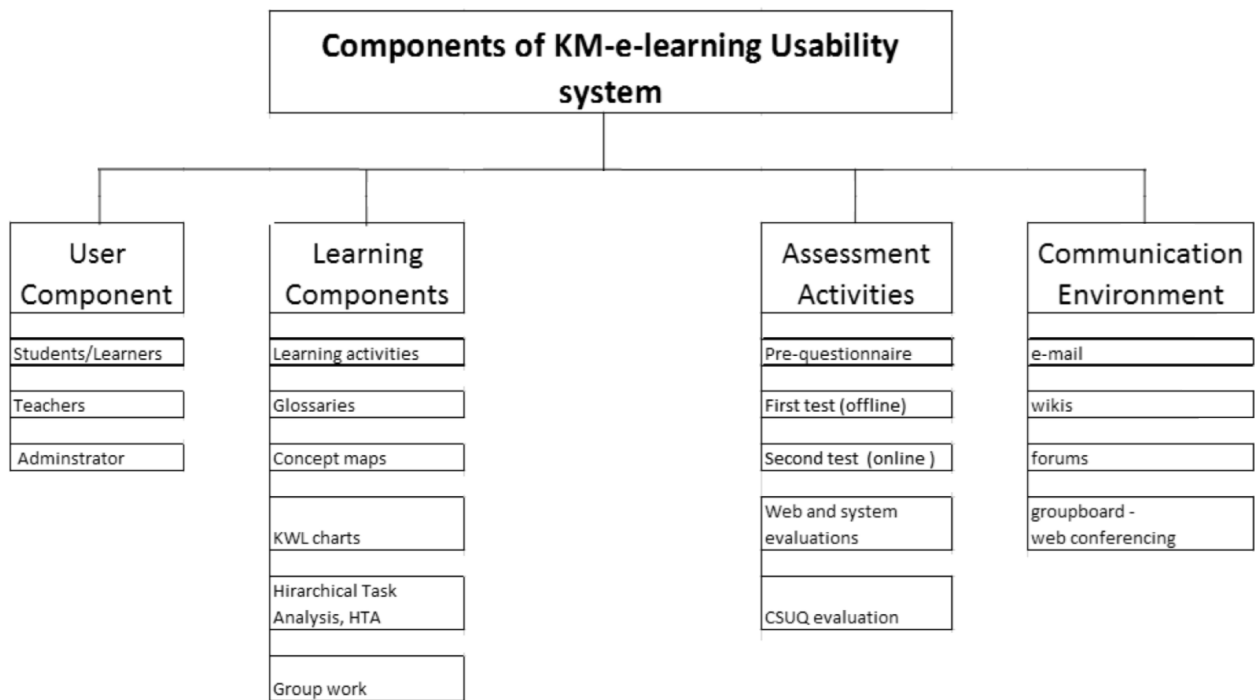 Components of KM-e-learning Usability
system
User
Component
Students/Learners
Teachers
Adminstrator
Learning
Components
Learning activities
Glossaries
Concept maps
KWL charts
Hirarchical Task
Analysis, HTA
Group work
Assessment
Activities
Pre-questionnaire
First test (offline)
Second test (online )
Web and system
evaluations
CSUQ evaluation
Communication
Environment
e-mail
wikis
forums
groupboard -
web conferencing